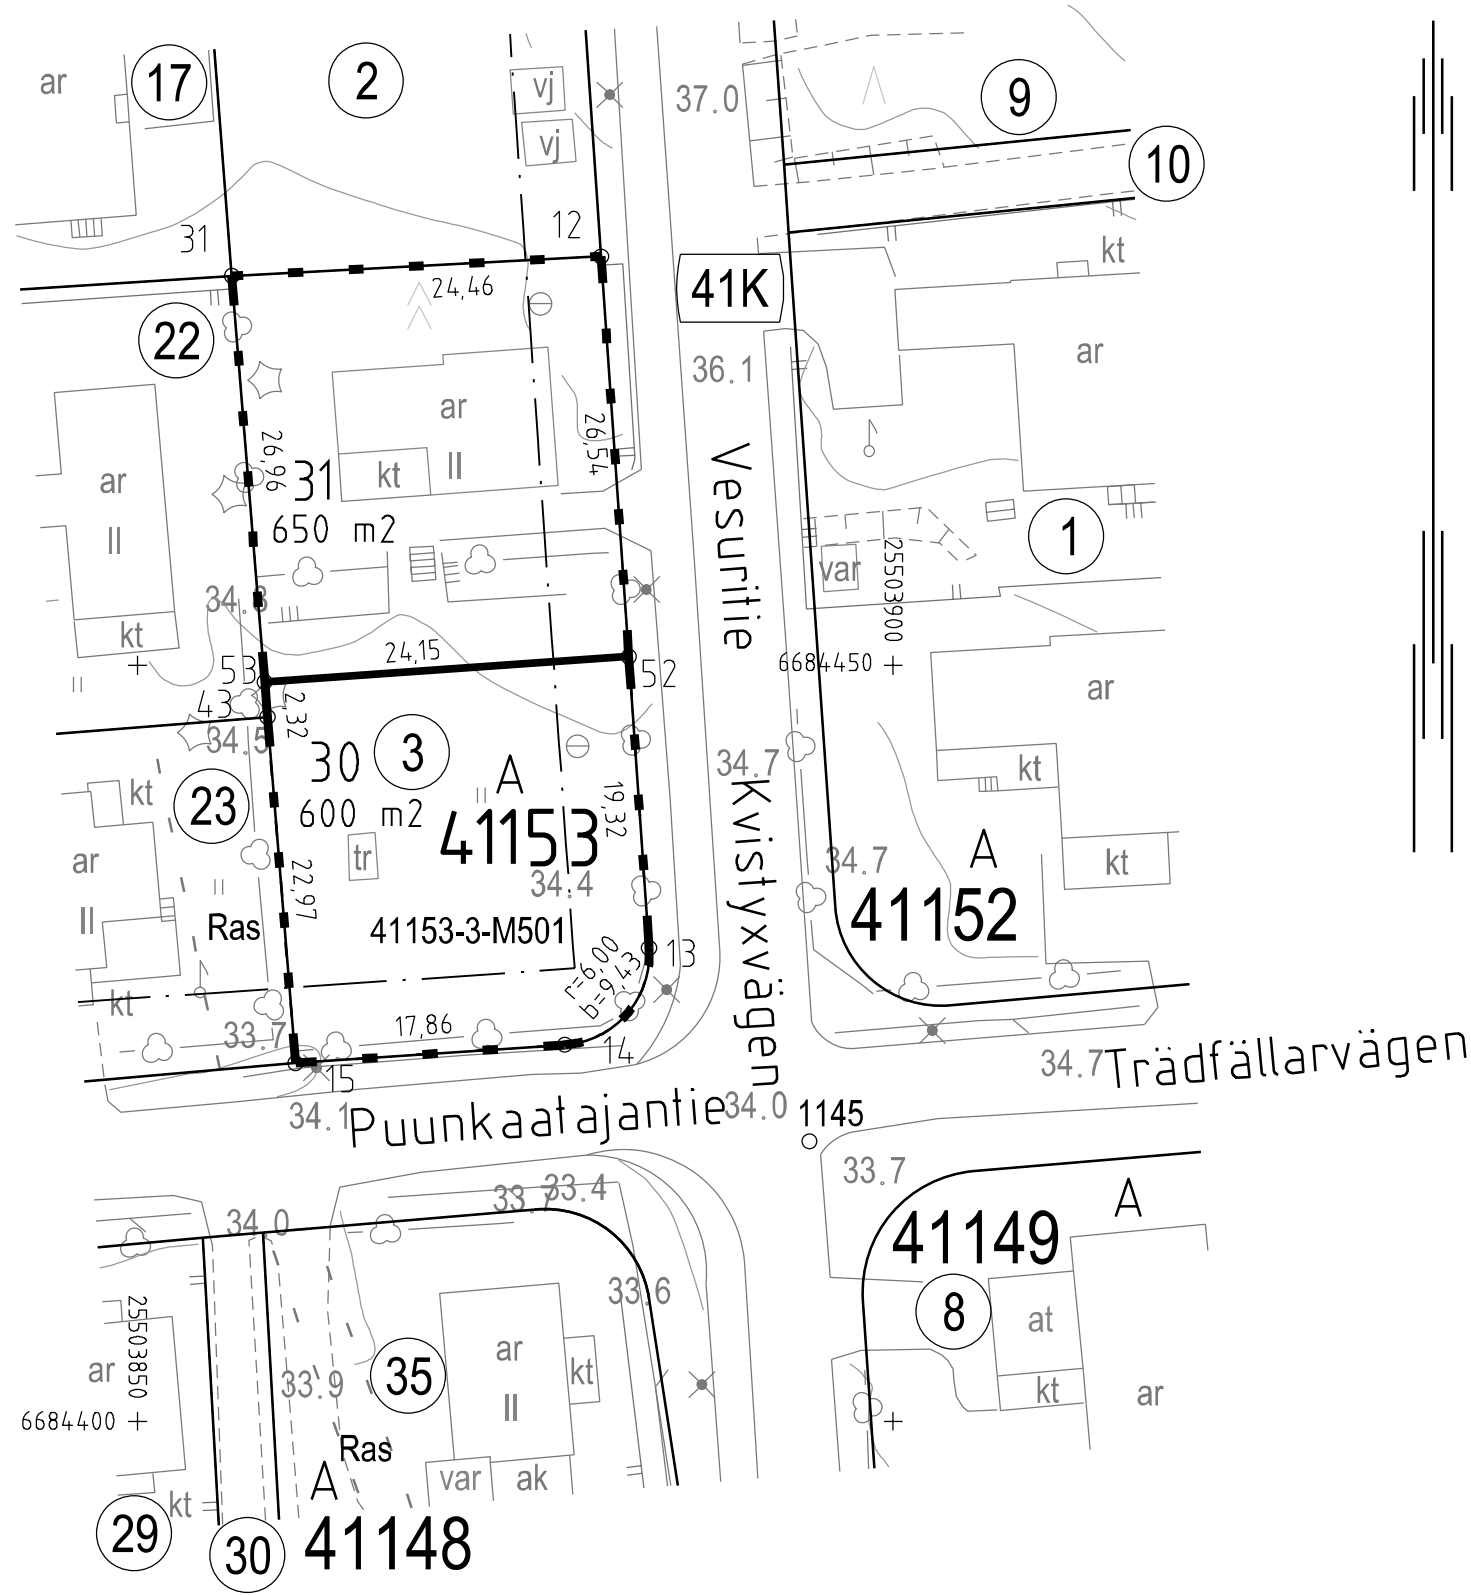 17
2
9
10
ar
vj
vj
37.0
31
12
kt
24,46
41K
22
36.1
ar
ar
kt
II
26,96
26,54
31
650 m2
ar
II
kt
Vesuritie
1
var
25503900
6684450
34.3
24,15
53
52
43
2,32
34.5
30
3
A
600 m2
41153
19,32
34.7
Kvistyxvägen
ar
kt
23
kt
ar
II
tr
22,97
34.4
Ras
41153-3-M501
r=6,00
b=9,43
13
34.7
A
kt
41152
kt
33.7
17,86
14
15
34.1
Puunkaatajantie
34.0
1145
34.7
Trädfällarvägen
33.7
33.7
33.4
34.0
A
41149
33.6
8
at
kt
ar
25503850
ar
6684400
33.9
35
ar
II
kt
Ras
A
var
ak
kt
29
30
41148